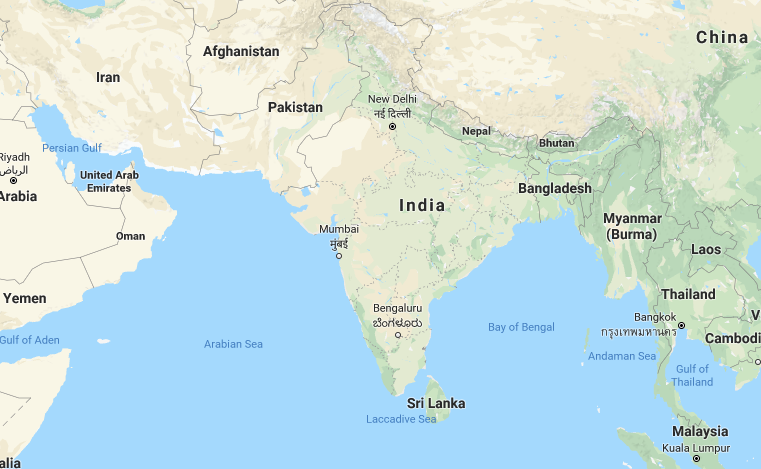 China
Afghanistan
Iran
New Delhi
नई दिल्ली
Pakistan
Nepal
Bhutan
Persian Gulf
Riyadh
الرياض
United Arab
Emirates
Arabia
India
Bangladesh
Myanmar
(Burma)
Mumbai
मुंबई
Oman
Laos
Yemen
Thailand
Bengaluru
ಬೆಂಗಳೂರು
Bangkok
กรุงเทพมหานคร
V
Bay of Bengal
Gulf of Aden
Arabian Sea
Cambodi
Andaman Sea
Gulf of
Thailand
Sri Lanka
Laccadive Sea
Malaysia
Kuala Lumpur
alia